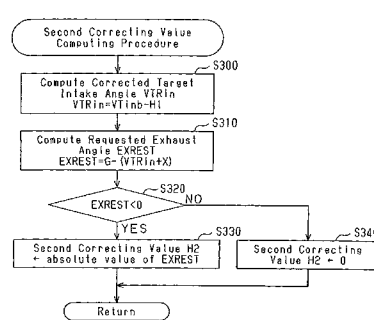 Second Correcting Value
Computing Procedure
S300
Compute Corrected Target
Intake Angle VTRin
VTRin=VTinb-H1
S310
Compute Requested Exhaust
Angle EXREST
EXREST=G-(VTRin+X)
S320
EXREST<0
NO
YES
S330
Second Correcting Value H2
← absolute value of EXREST
S340
Second Correcting
Value H2 ← 0
Return